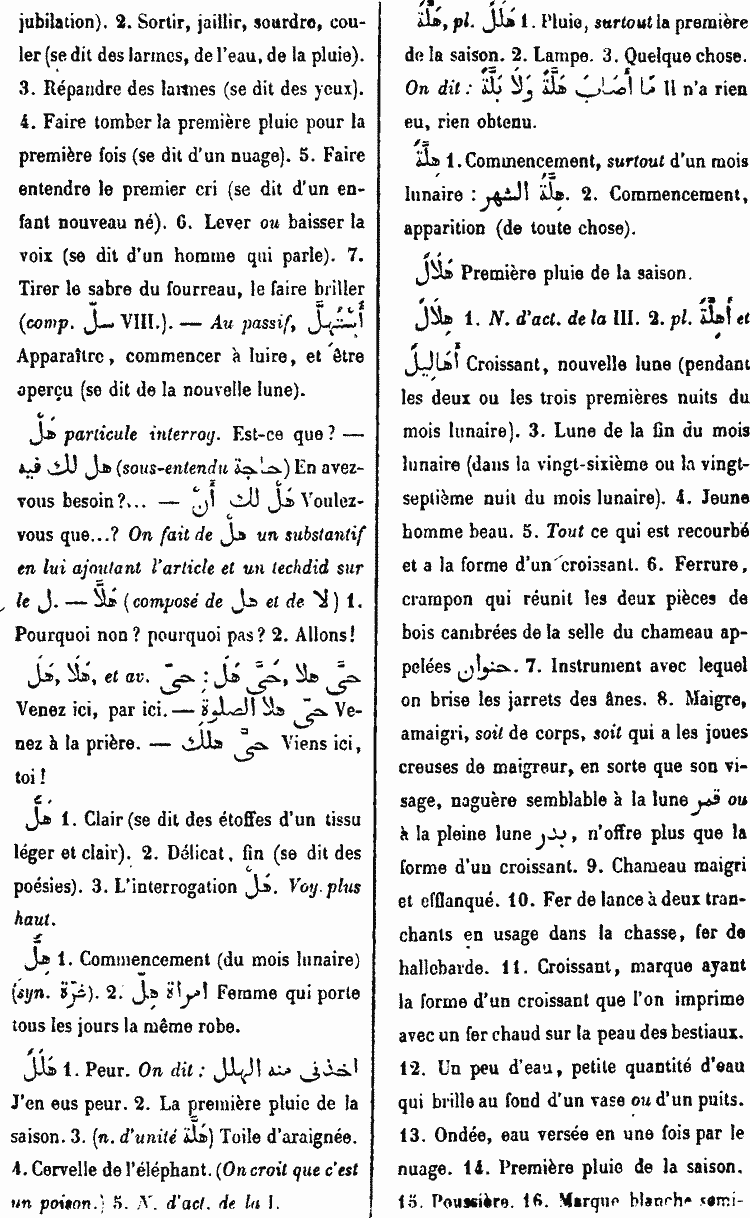 jubilation). 2. Sortir, jaillir, sourdre, cou-
ler (se dit des larmes, de l'eau, de la pluie).
3. Répandre des larmes (se dit des yeux).
4. Faire tomber la première pluie pour la
première fois (se dit d'un nuage). 5. Faire
entendre le premier cri (se dit d'un en-
fant nouveau né). 6. Lever ou baisser la
voix (se dit d'un homme qui parle). 7.
Tirer le sabre du fourreau, le faire briller
(comp. سلّ VIII.). — Au passif, أُسْتُهِلَّ
Apparaître, commencer à luire, et être
aperçu (se dit de la nouvelle lune).
هَلْ particule interrog. Est-ce que ? —
هل لك فيه (sous-entendu حاجة) En avez-
vous besoin ?... — هَلْ لك أَنْ Voulez-
vous que...? On fait de هل un substantif
en lui ajoutant l'article et un techdid sur
le ل. — هَلَّا (composé de هل et de لا) 1.
Pourquoi non ? pourquoi pas ? 2. Allons!
هَلَ, هَلَا, et av. حىّ : حَىَّ هَلَ, حَىَّ هلا
Venez ici, par ici. — حىّ هلا الصلوة Ve-
nez à la prière. — حىَّ هلك Viens ici,
toi !
هَلٌّ 1. Clair (se dit des étoffes d'un tissu
léger et clair). 2. Délicat, fin (se dit des
poésies). 3. L'interrogation هَلْ. Voy. plus
haut.
هِلٌّ 1. Commencement (du mois lunaire)
(syn. غُرّة). 2. امراة هِلّ Femme qui porte
tous les jours la même robe.
هَلَلٌ 1. Peur. On dit : اخذنى منه الهلل
J'en eus peur. 2. La première pluie de la
saison. 3. (n. d'unité هَلَلَة) Toile d'araignée.
4. Cervelle de l'éléphant. (On croit que c'est
un poison.) 5. N. d'act. de la I.
هَلَّةٌ, pl. هَلَلٌ 1. Pluie, surtout la première
de la saison. 2. Lampe. 3. Quelque chose.
On dit : مَا أَصَابَ هَلَّةً وَلَا بَلَّةً Il n'a rien
eu, rien obtenu.
هِلَّةٌ 1. Commencement, surtout d'un mois
lunaire : هِلَّةُ الشهر. 2. Commencement,
apparition (de toute chose).
هَلَالٌ Première pluie de la saison.
هِلَالٌ 1. N. d'act. de la III. 2. pl. أَهِلَّةٌ et
أَهَالِيلُ Croissant, nouvelle lune (pendant
les deux ou les trois premières nuits du
mois lunaire). 3. Lune de la fin du mois
lunaire (dans la vingt-sixième ou la vingt-
septième nuit du mois lunaire). 4. Jeune
homme beau. 5. Tout ce qui est recourbé
et a la forme d'un croissant. 6. Ferrure,
crampon qui réunit les deux pièces de
bois cambrées de la selle du chameau ap-
pelées حنوان. 7. Instrument avec lequel
on brise les jarrets des ânes. 8. Maigre,
amaigri, soit de corps, soit qui a les joues
creuses de maigreur, en sorte que son vi-
sage, naguère semblable à la lune قمر ou
à la pleine lune بدر, n'offre plus que la
forme d'un croissant. 9. Chameau maigri
et efflanqué. 10. Fer de lance à deux tran-
chants en usage dans la chasse, fer de
hallebarde. 11. Croissant, marque ayant
la forme d'un croissant que l'on imprime
avec un fer chaud sur la peau des bestiaux.
12. Un peu d'eau, petite quantité d'eau
qui brille au fond d'un vase ou d'un puits.
13. Ondée, eau versée en une fois par le
nuage. 14. Première pluie de la saison.
15. Poussière. 16. Marque blanche semi-